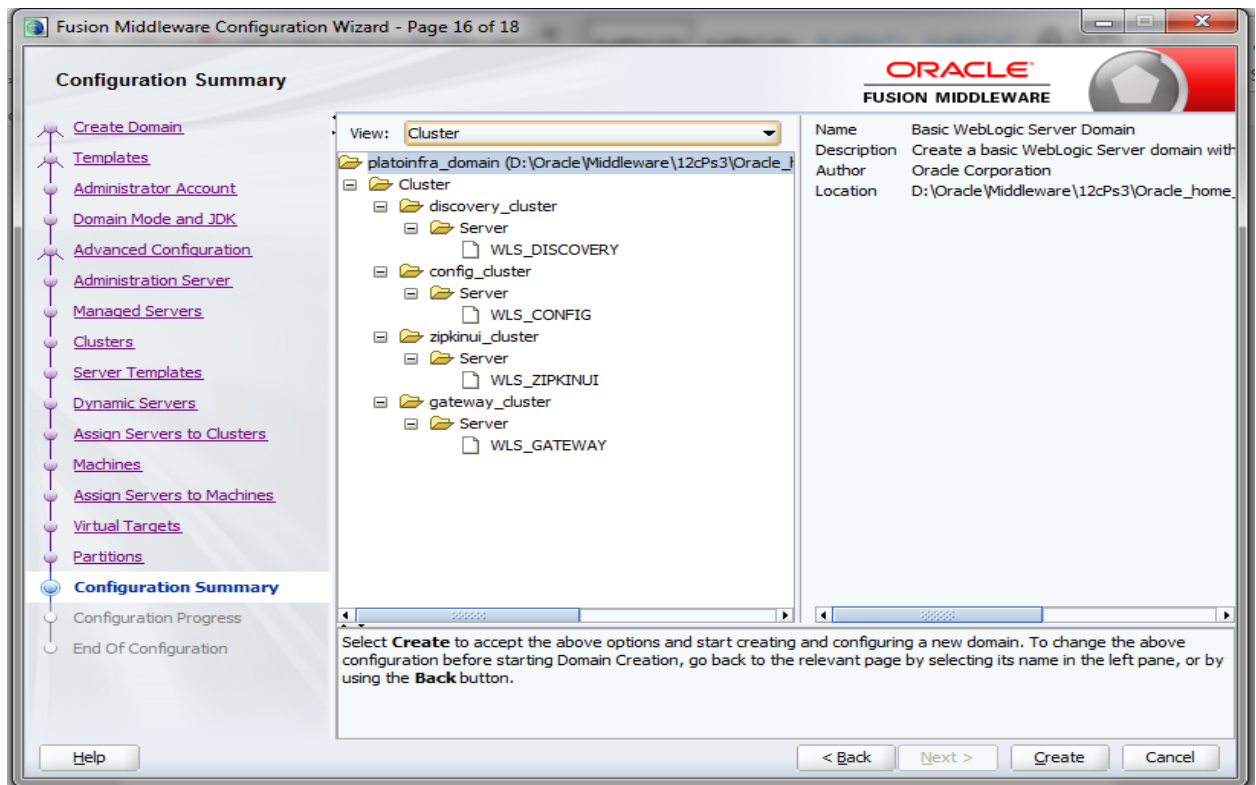 Fusion Middleware Configuration Wizard - Page 16 of 18
Configuration Summary
ORACLE
FUSION MIDDLEWARE
Create Domain
Templates
Administrator Account
Domain Mode and JDK
Advanced Configuration
Administration Server
Managed Servers
Clusters
Server Templates
Dynamic Servers
Assign Servers to Clusters
Machines
Assign Servers to Machines
Virtual Targets
Partitions
Configuration Summary
Configuration Progress
End Of Configuration
View: Cluster
platoinfra_domain (D:\Oracle\Middleware\12cPs3\Oracle_h
Cluster
discovery_cluster
Server
WLS_DISCOVERY
config_cluster
Server
WLS_CONFIG
zipkinui_cluster
Server
WLS_ZIPKINUI
gateway_cluster
Server
WLS_GATEWAY
Name Basic WebLogic Server Domain
Description Create a basic WebLogic Server domain with
Author Oracle Corporation
Location D:\Oracle\Middleware\12cPs3\Oracle_home_
Select Create to accept the above options and start creating and configuring a new domain. To change the above
configuration before starting Domain Creation, go back to the relevant page by selecting its name in the left pane, or by
using the Back button.
Help
< Back
Next >
Create
Cancel